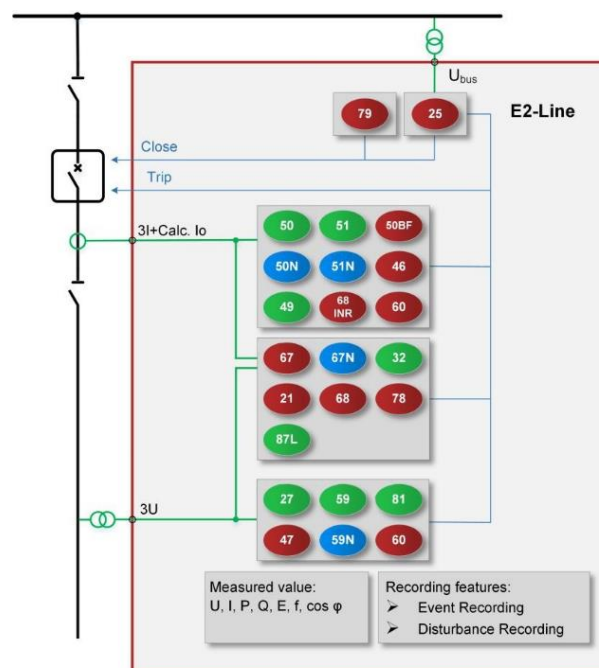 U bus
E2-Line
79 25
Close
Trip
3I+Calc. Io
50 51 50BF
50N 51N 46
49 68 INR 60
67 67N 32
21 68 78
87L
3U
27 59 81
47 59N 60
Measured value:
U, I, P, Q, E, f, cos φ
Recording features:
➢ Event Recording
➢ Disturbance Recording